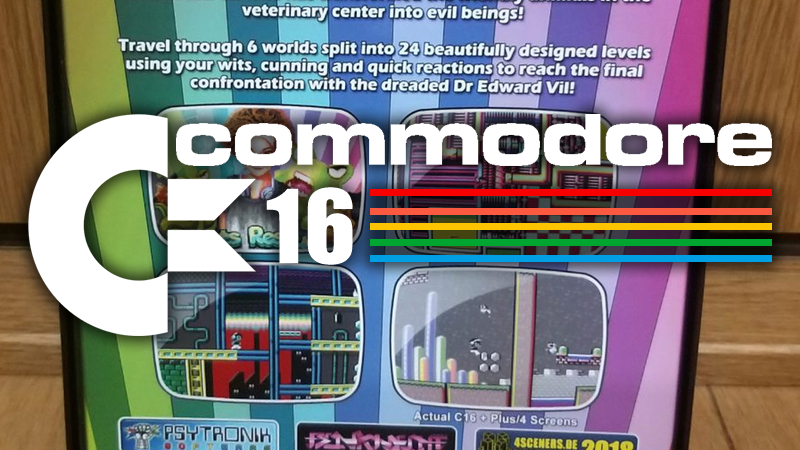 veterinary center into evil beings!
Travel through 6 worlds split into 24 beautifully designed levels
using your wits, cunning and quick reactions to reach the final
confrontation with the dreaded Dr Edward Vil!
commodore
16
Actual C16 + Plus/4 Screens
PSYTRONIK
SOFTWARE
4SCENERS.DE 2018